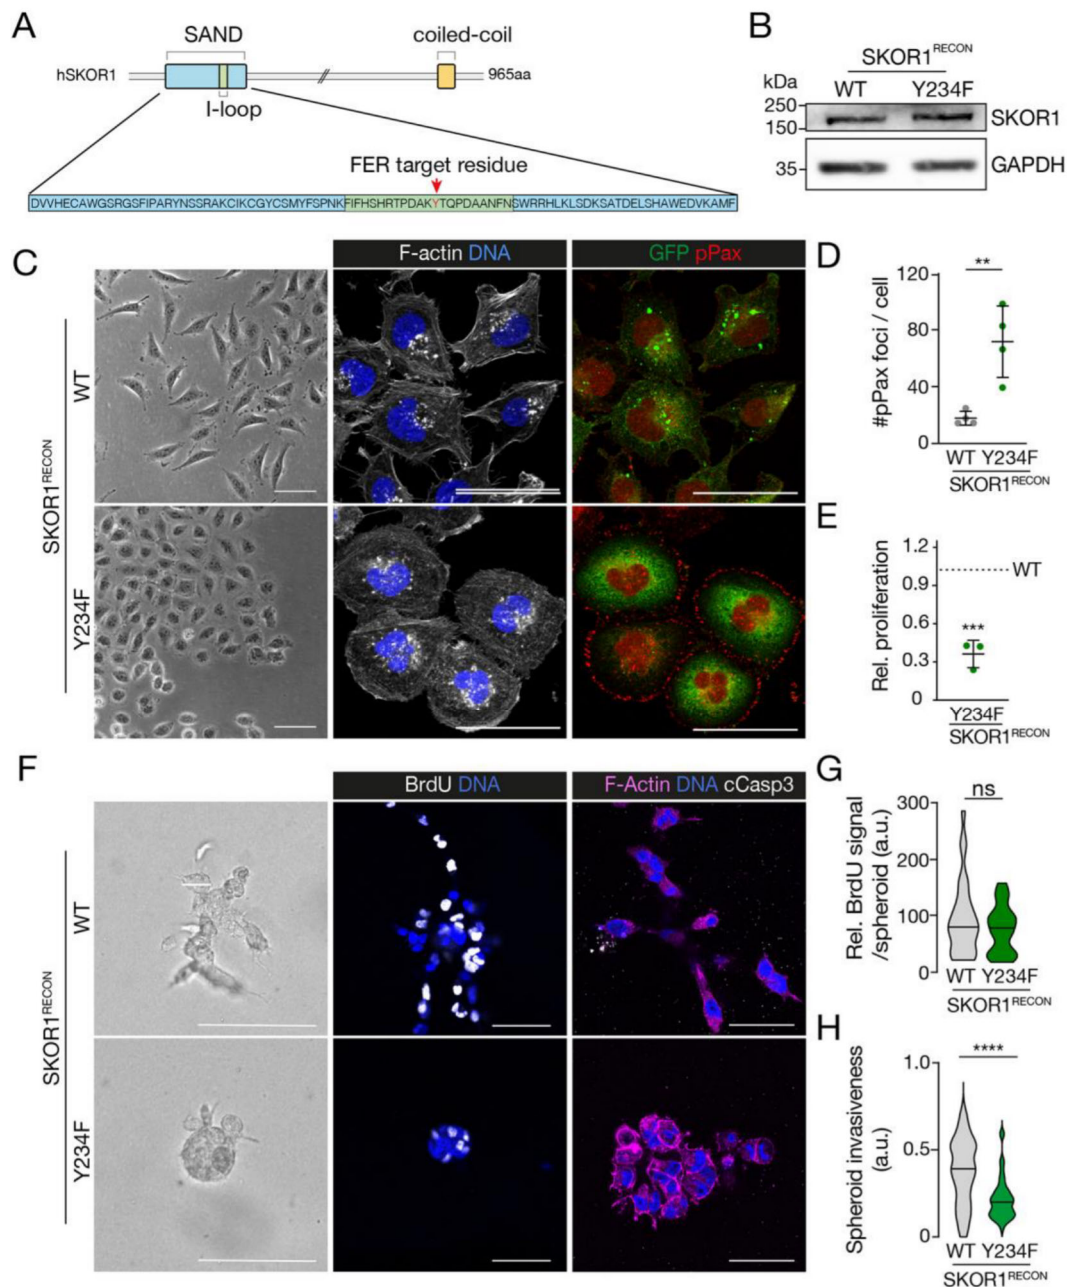 A
SAND
coiled-coil
hSKOR1
965aa
I-loop
FER target residue
DVVHECAWGSRGSFIPARYNSSRAKCIKCGYCSMYFSPNKFIFHSHRTPDAKYTQPDAANFNSWRRHLKLSDKSATDELSHAWEDVKAMF
B
SKOR1RECON
kDa
WT
Y234F
250
150
SKOR1
35
GAPDH
C
F-actin DNA
GFP pPax
WT
Y234F
SKOR1RECON
D
120
80
40
0
#pPax foci / cell
**
WT Y234F
SKOR1RECON
E
1.2
0.9
0.6
0.3
0
Rel. proliferation
WT
***
Y234F
SKOR1RECON
F
BrdU DNA
F-Actin DNA cCasp3
WT
Y234F
SKOR1RECON
G
300
200
100
0
Rel. BrdU signal
/spheroid (a.u.)
ns
WT Y234F
SKOR1RECON
H
1.0
0.5
0
Spheroid invasiveness
(a.u.)
****
WT Y234F
SKOR1RECON